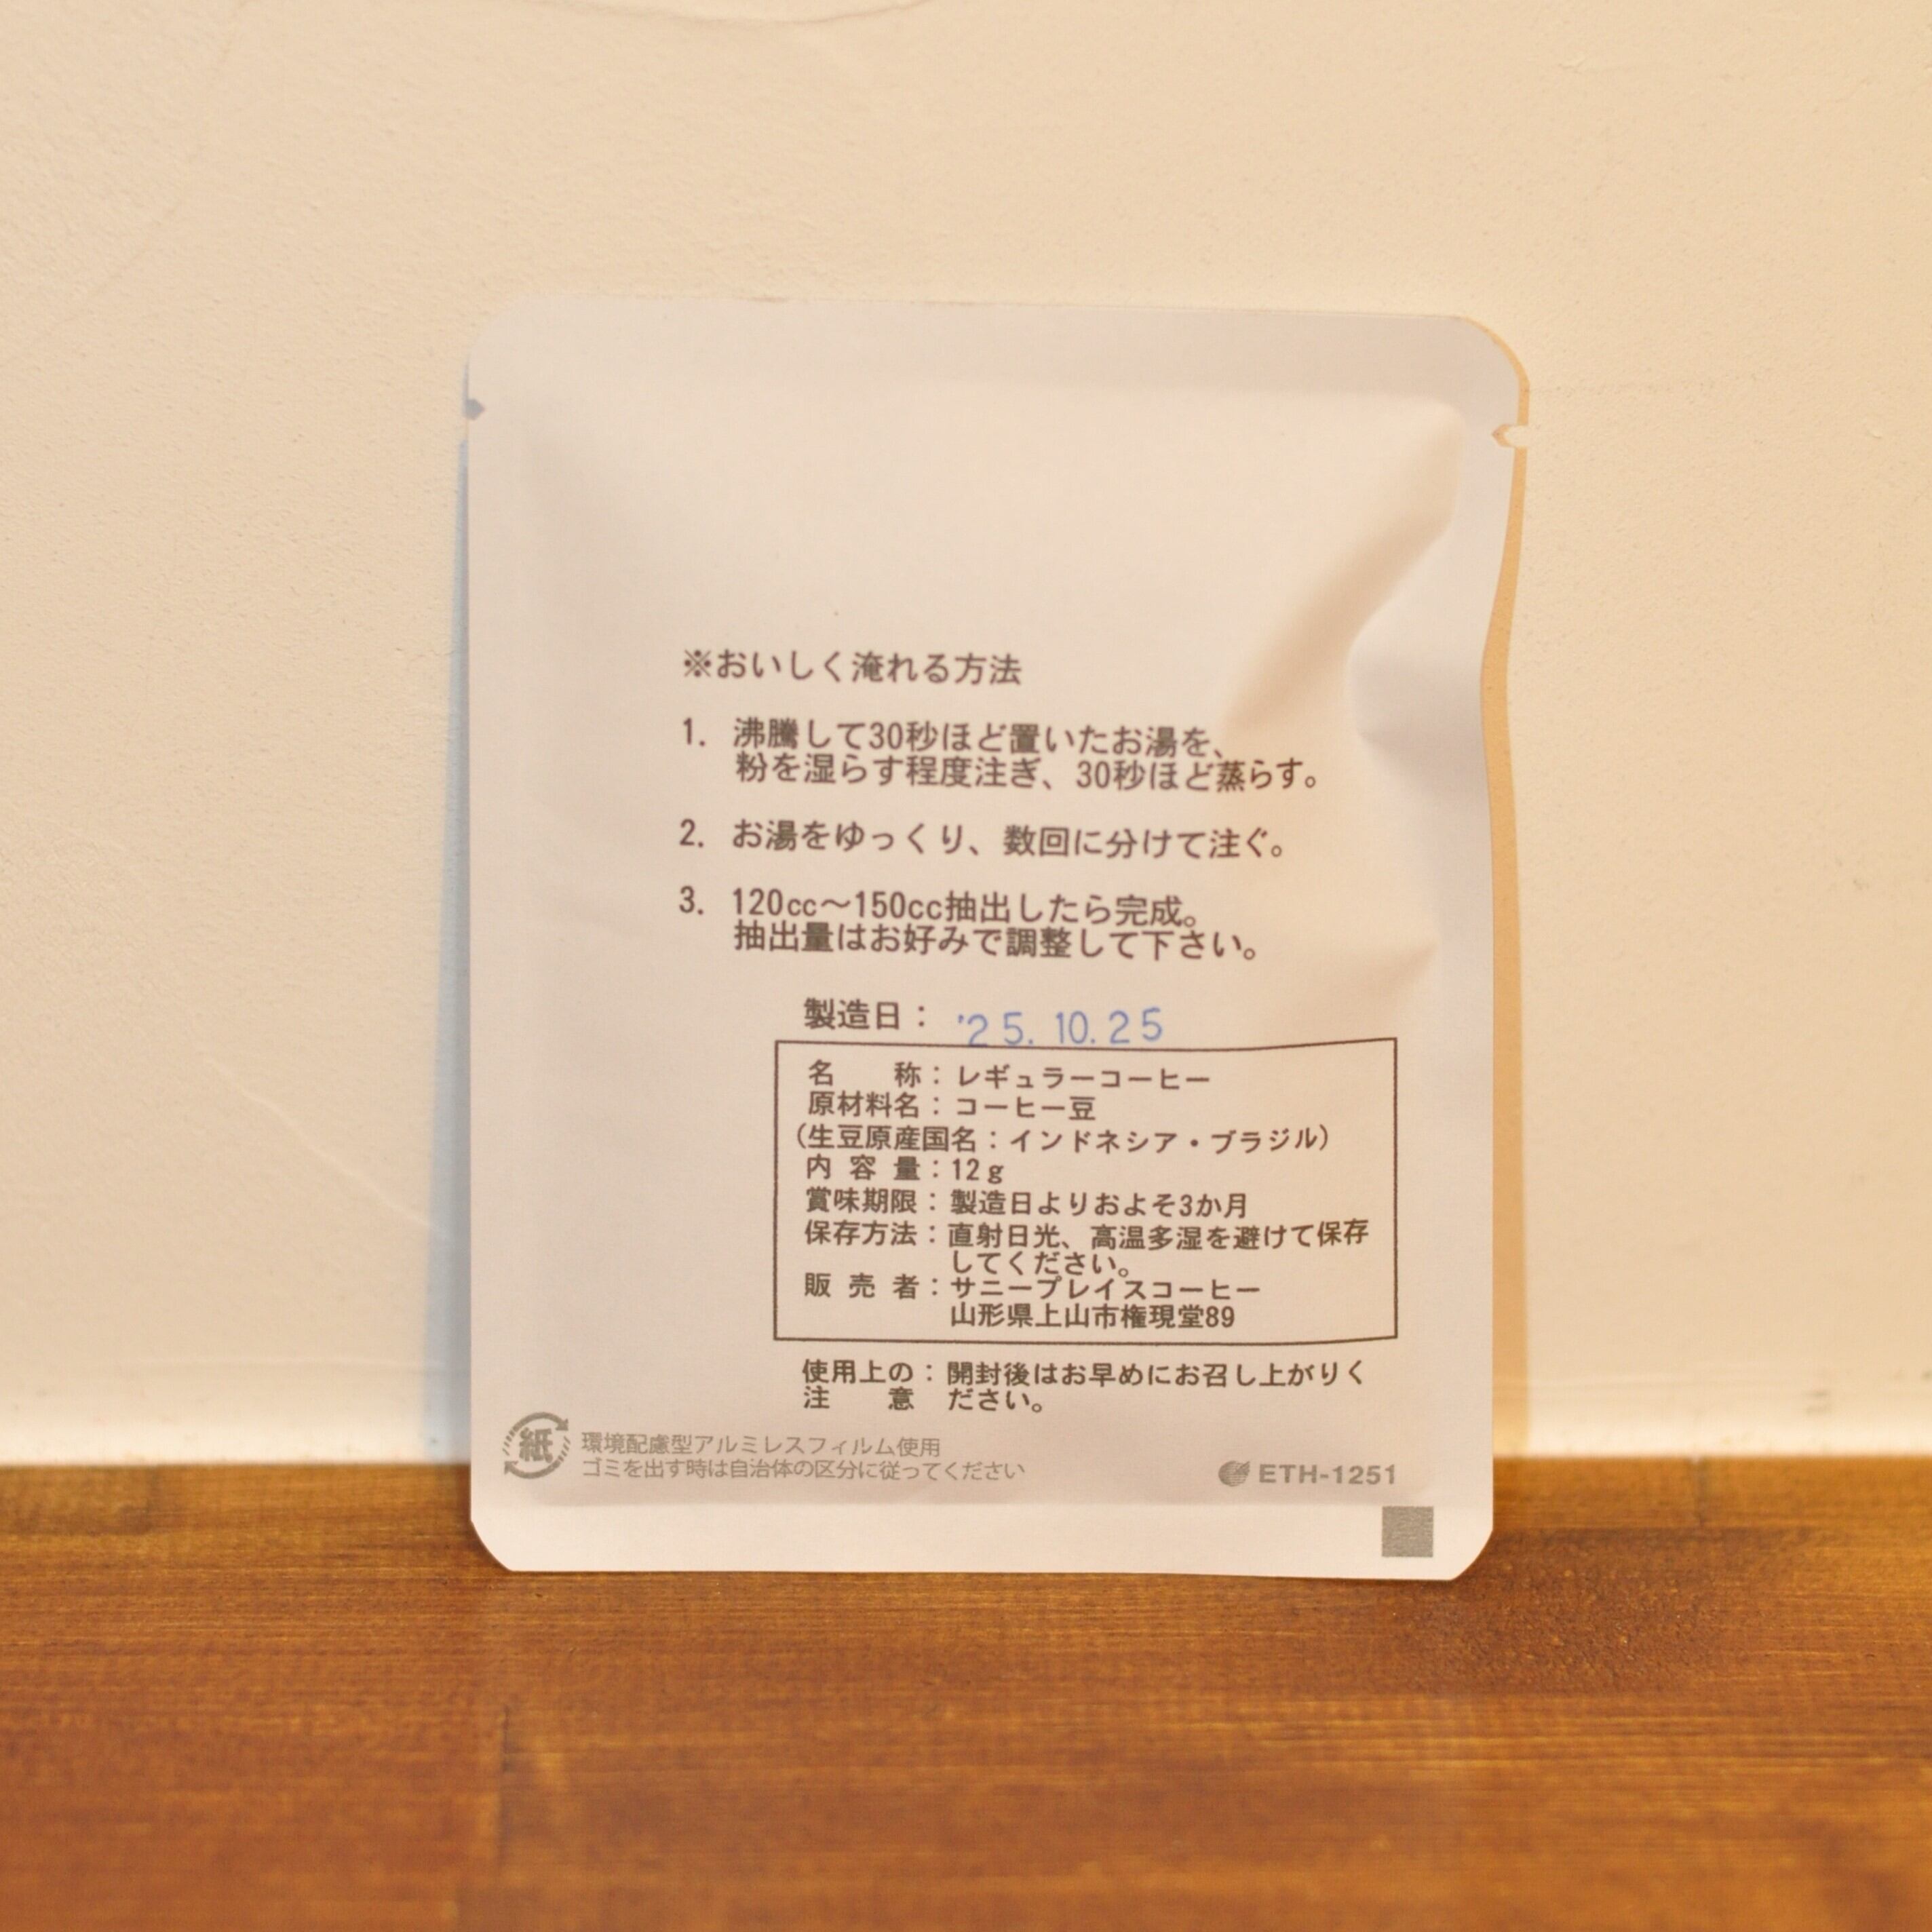 ※おいしく淹れる方法
1. 沸騰して30秒ほど置いたお湯を、
粉を湿らす程度注ぎ、30秒ほど蒸らす。
2. お湯をゆっくり、数回に分けて注ぐ。
3. 120cc～150cc抽出したら完成。
抽出量はお好みで調整して下さい。
製造日： '25.10.25
名　　称：レギュラーコーヒー
原材料名：コーヒー豆
（生豆原産国名：インドネシア・ブラジル）
内 容 量：12g
賞味期限：製造日よりおよそ3か月
保存方法：直射日光、高温多湿を避けて保存
してください。
販 売 者：サニープレイスコーヒー
山形県上山市権現堂89
使用上の：開封後はお早めにお召し上がりく
注　　意　ださい。
紙
環境配慮型アルミレスフィルム使用
ゴミを出す時は自治体の区分に従ってください
ETH-1251